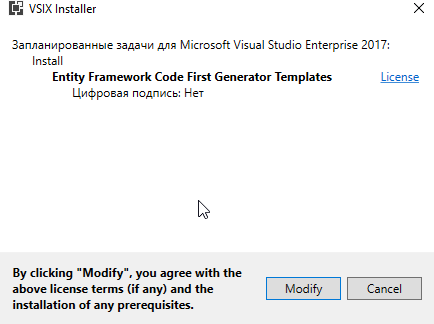 VSIX Installer
Запланированные задачи для Microsoft Visual Studio Enterprise 2017:
Install
Entity Framework Code First Generator Templates License
Цифровая подпись: Нет
By clicking "Modify", you agree with the
above license terms (if any) and the
installation of any prerequisites.
Modify Cancel